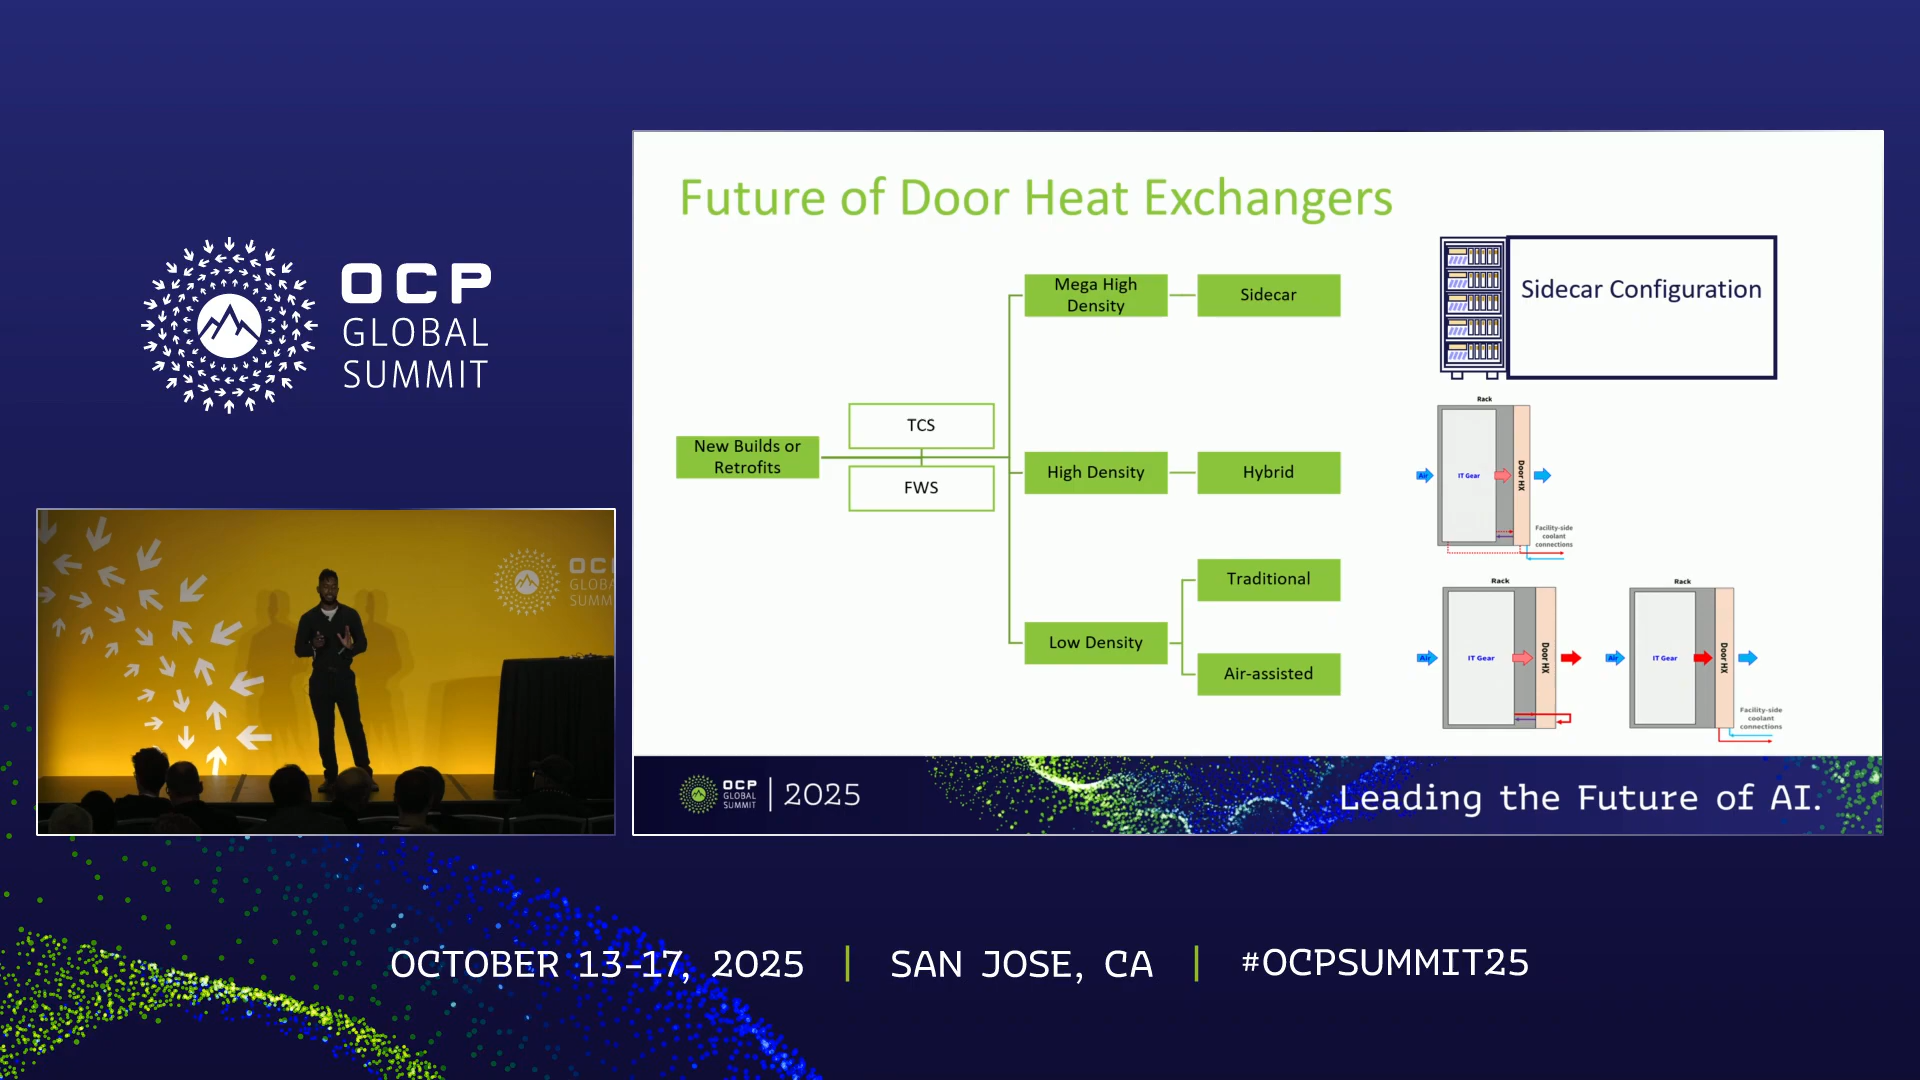 OCP
GLOBAL
SUMMIT
Future of Door Heat Exchangers
New Builds or
Retrofits
TCS
FWS
Mega High
Density
Sidecar
High Density
Hybrid
Low Density
Traditional
Air-assisted
Sidecar Configuration
Rack
Air
IT Gear
Door HX
Facility-side
coolant
connections
Rack
Air
IT Gear
Door HX
Rack
Air
IT Gear
Door HX
Facility-side
coolant
connections
OCP
GLOBAL
SUMMIT
2025
Leading the Future of AI.
OCTOBER 13-17, 2025 | SAN JOSE, CA | #OCPSUMMIT25